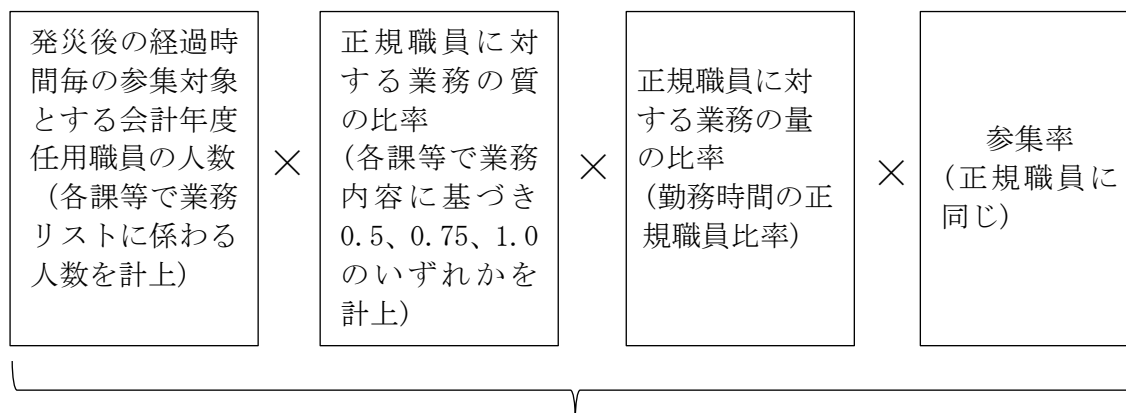 発災後の経過時
間毎の参集対象
とする会計年度
任用職員の人数
(各課等で業務
リストに係わる
人数を計上)
×
正規職員に対
する業務の質
の比率
(各課等で業務
内容に基づき
0.5、0.75、1.0
のいずれかを
計上)
×
正規職員に対
する業務の量
の比率
(勤務時間の正
規職員比率)
×
参集率
(正規職員に
同じ)